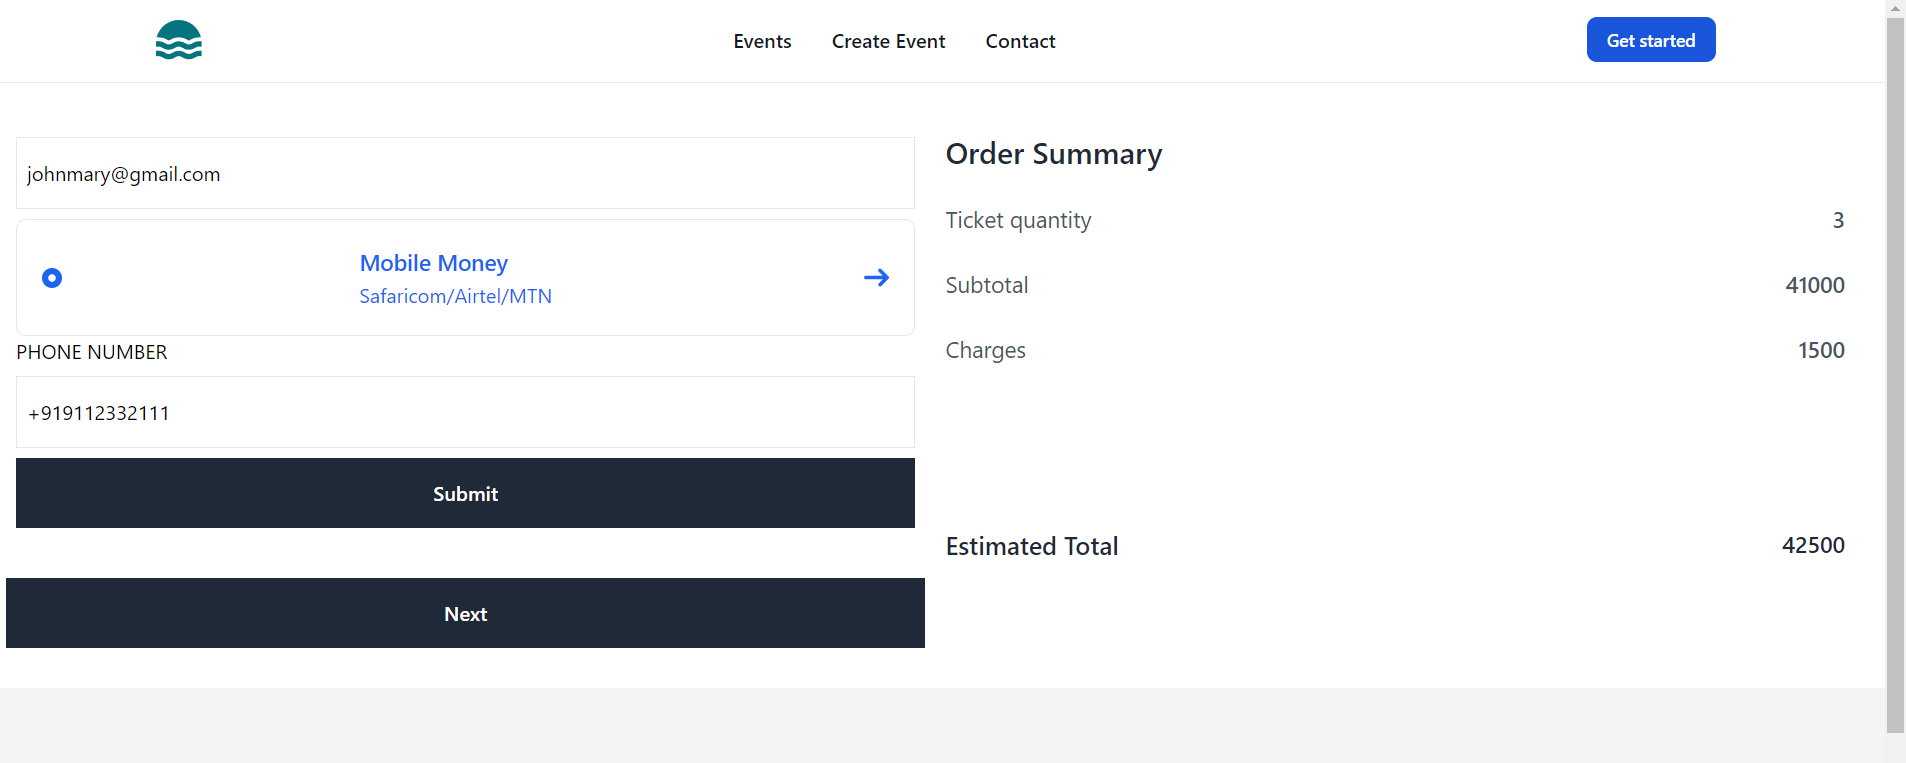 Events
Create Event
Contact
Get started
johnmary@gmail.com
Mobile Money
Safaricom/Airtel/MTN
PHONE NUMBER
+919112332111
Submit
Next
Order Summary
Ticket quantity 3
Subtotal 41000
Charges 1500
Estimated Total 42500